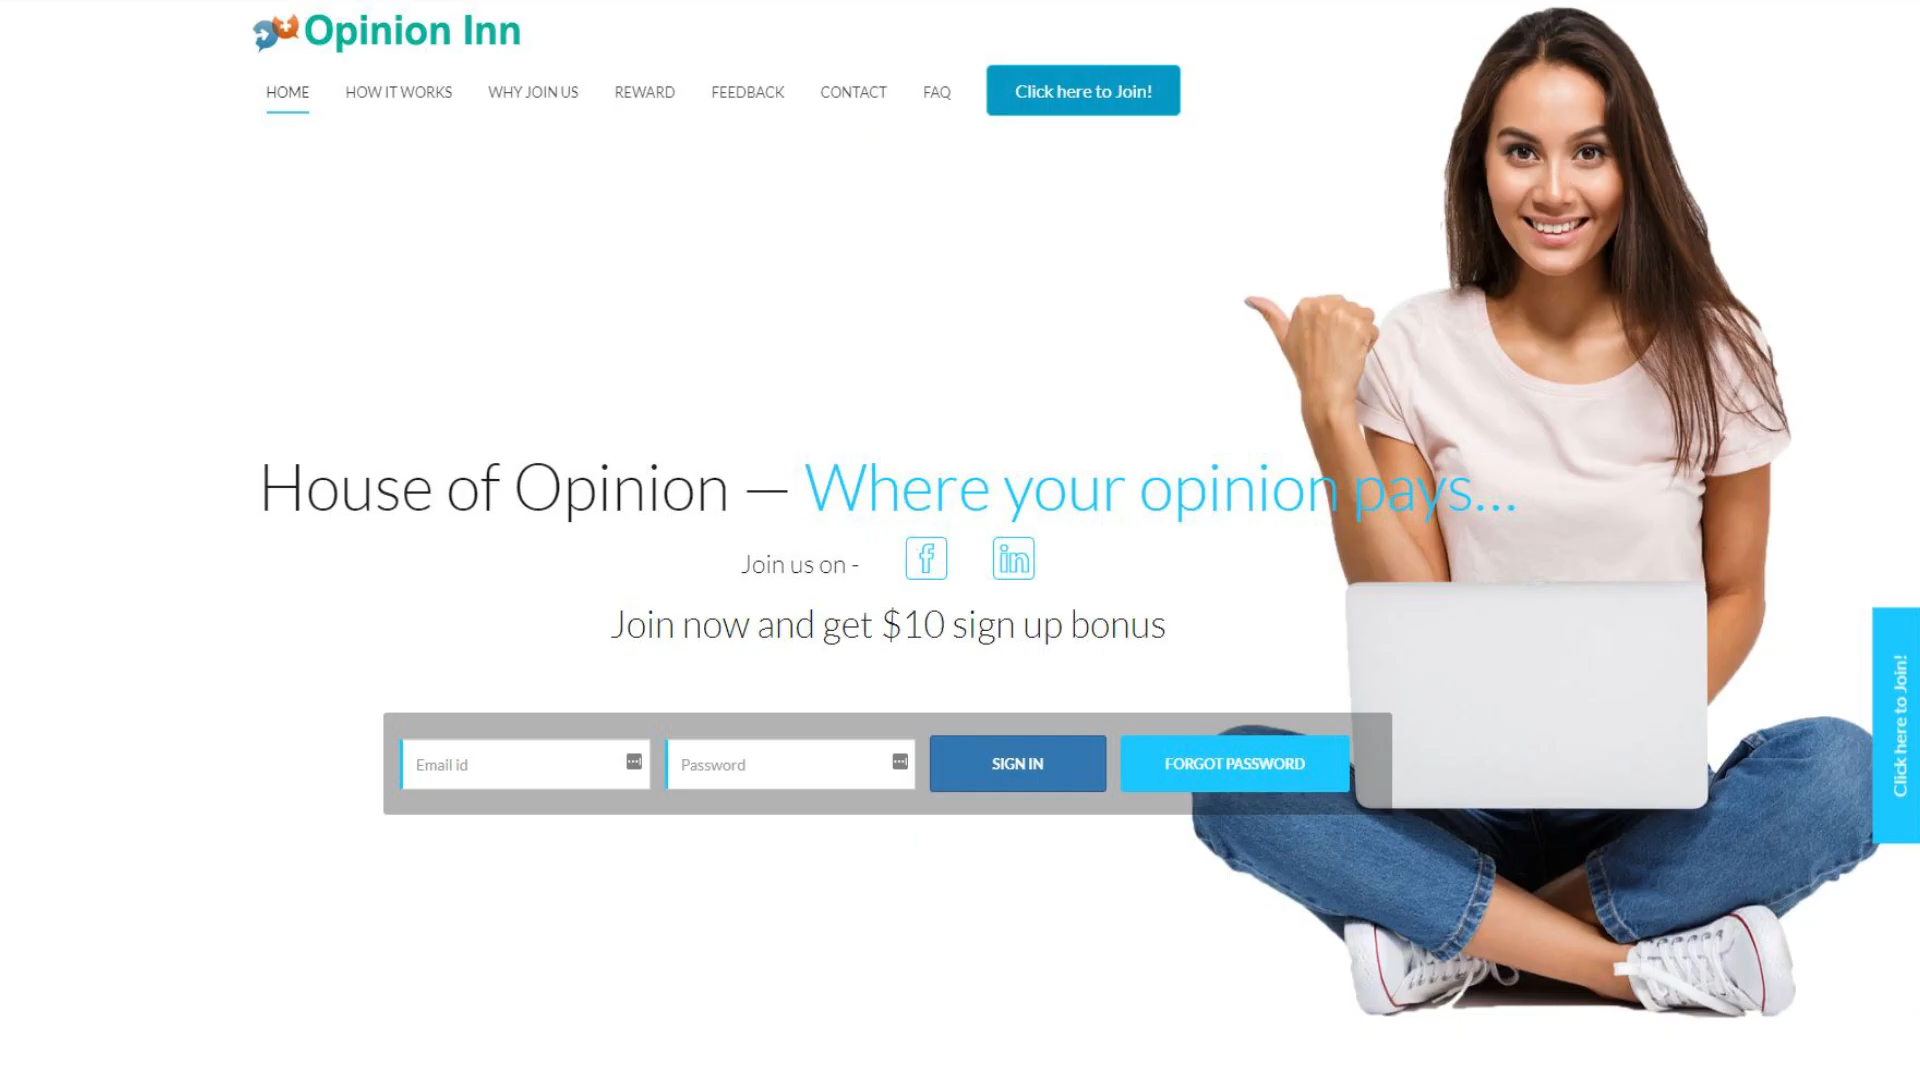 Opinion Inn
HOME HOW IT WORKS WHY JOIN US REWARD FEEDBACK CONTACT FAQ Click here to Join!
House of Opinion — Where your opinion pays...
Join us on - f in
Join now and get $10 sign up bonus
Email id Password SIGN IN FORGOT PASSWORD
Click here to Join!